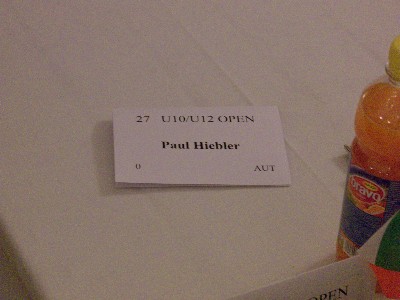 27 U10/U12 OPEN
Paul Hiebler
0 AUT
bravo
OPEN